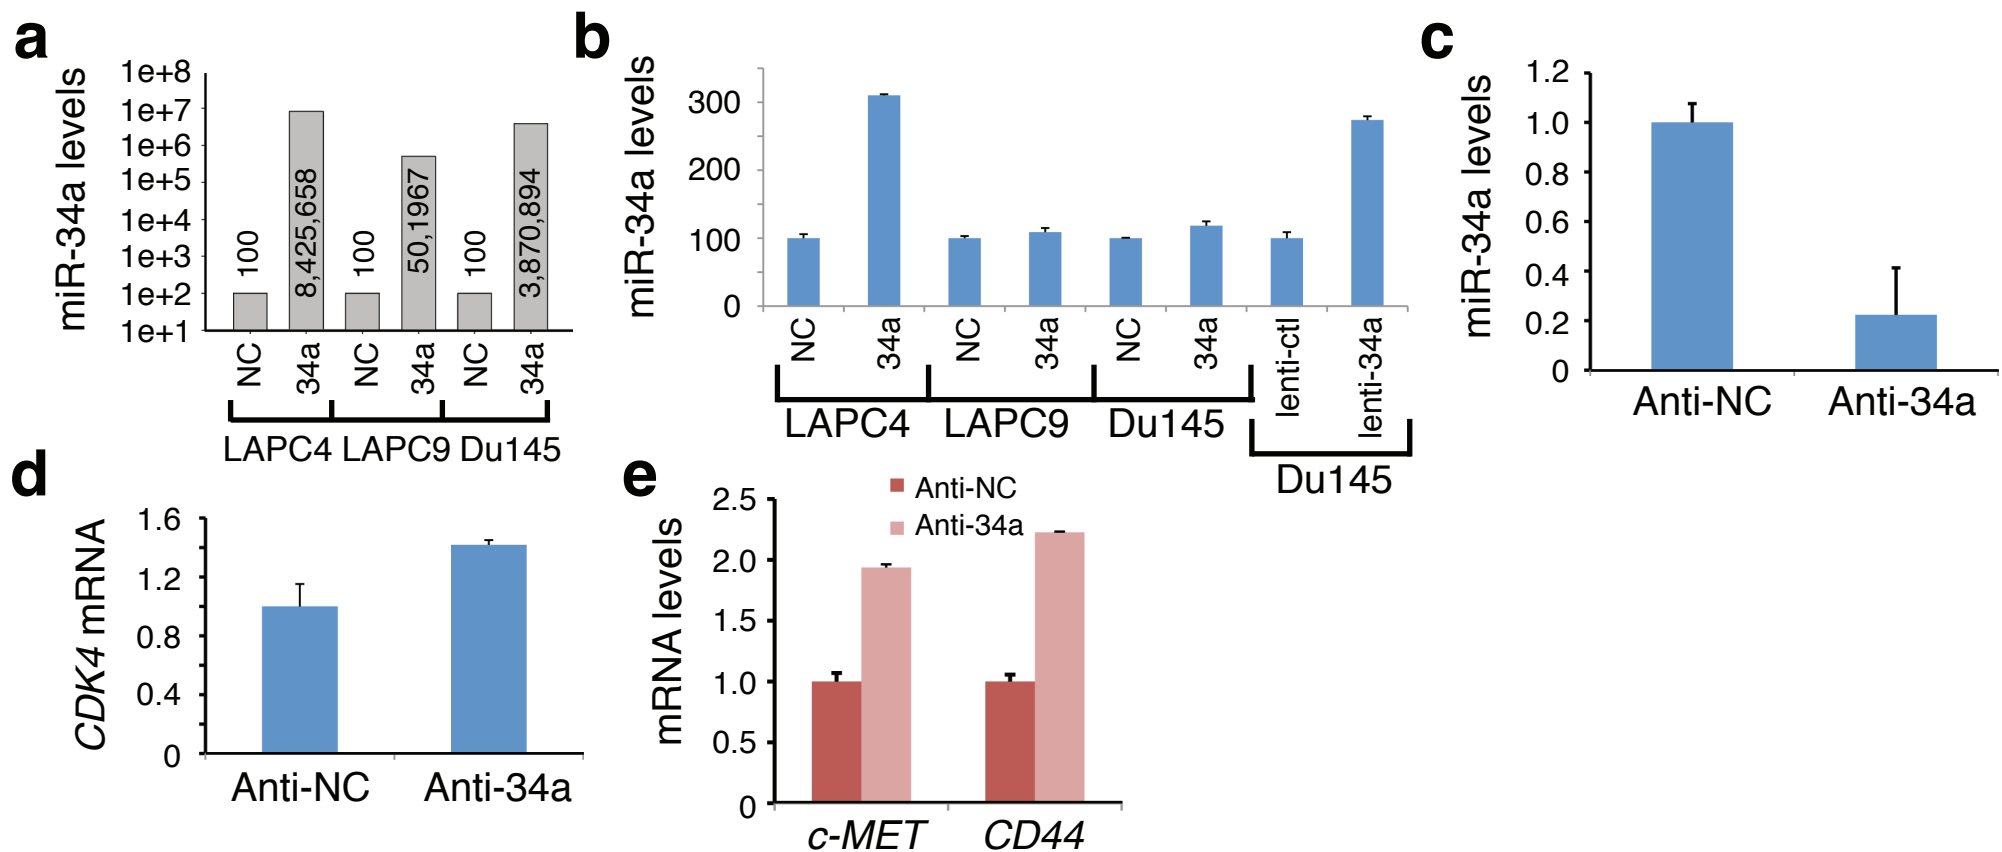 a
miR-34a levels
1e+8
1e+7
1e+6
1e+5
1e+4
1e+3
1e+2
1e+1
100
8,425,658
100
50,1967
100
3,870,894
NC
34a
NC
34a
NC
34a
LAPC4 LAPC9 Du145
b
miR-34a levels
300
200
100
0
NC
34a
NC
34a
NC
34a
lenti-ctl
lenti-34a
LAPC4 LAPC9 Du145
Du145
c
miR-34a levels
1.2
1.0
0.8
0.6
0.4
0.2
0
Anti-NC Anti-34a
d
CDK4 mRNA
1.6
1.2
0.8
0.4
0
Anti-NC Anti-34a
e
mRNA levels
2.5
2.0
1.5
1.0
0.5
0
Anti-NC
Anti-34a
c-MET CD44